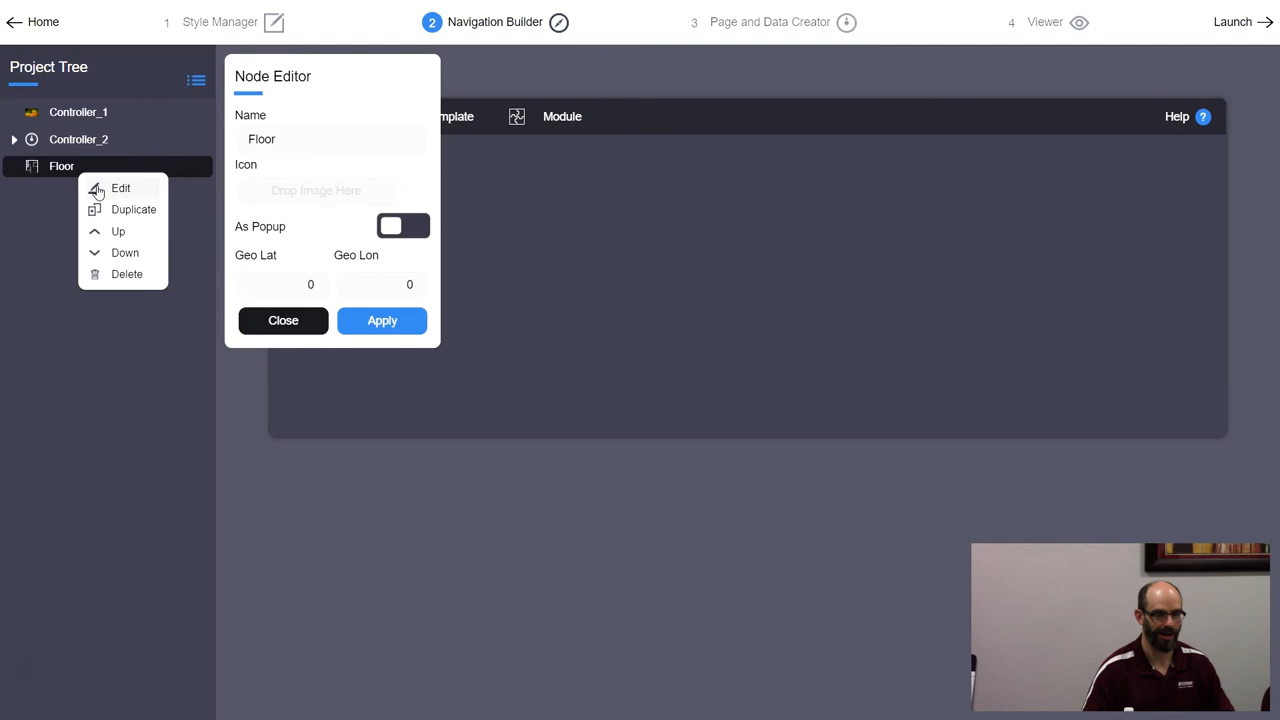 Home
1 Style Manager
2 Navigation Builder
3 Page and Data Creator
4 Viewer
Launch
Project Tree
Controller_1
Controller_2
Floor
Edit
Duplicate
Up
Down
Delete
Node Editor
Name
Floor
Icon
Drop Image Here
As Popup
Geo Lat Geo Lon
0 0
Close Apply
mplate
Module
Help ?